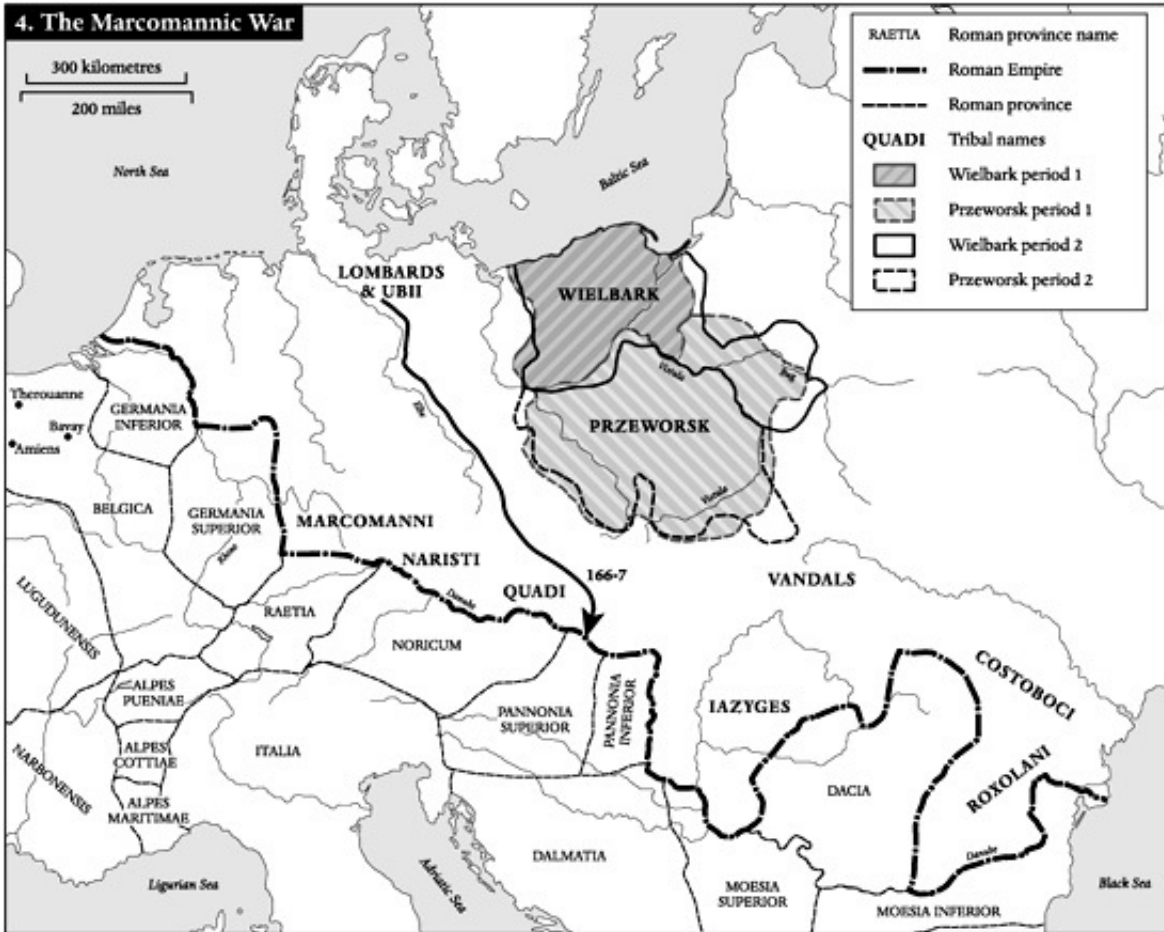 4. The Marcomannic War
300 kilometres
200 miles
RAETIA Roman province name
Roman Empire
Roman province
QUADI Tribal names
Wielbark period 1
Przeworsk period 1
Wielbark period 2
Przeworsk period 2
North Sea
Baltic Sea
LOMBARDS
& UBII
WIELBARK
Vistula
Bug
PRZEWORSK
Vistula
Elbe
Therouanne
Bavay
Amiens
GERMANIA
INFERIOR
BELGICA
GERMANIA
SUPERIOR
Rhine
MARCOMANNI
NARISTI
QUADI
166-7
VANDALS
Danube
LUGUDUNENSIS
RAETIA
NORICUM
COSTOBOCI
ALPES
PUENIAE
PANNONIA
SUPERIOR
PANNONIA
INFERIOR
IAZYGES
ITALIA
NARBONENSIS
ALPES
COTTIAE
ROXOLANI
DACIA
ALPES
MARITIMAE
DALMATIA
Danube
Adriatic Sea
Ligurian Sea
MOESIA
SUPERIOR
MOESIA INFERIOR
Black Sea